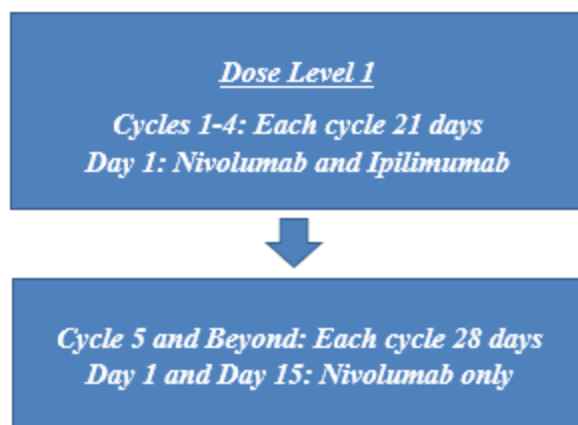 Dose Level 1
Cycles 1-4: Each cycle 21 days
Day 1: Nivolumab and Ipilimumab
Cycle 5 and Beyond: Each cycle 28 days
Day 1 and Day 15: Nivolumab only